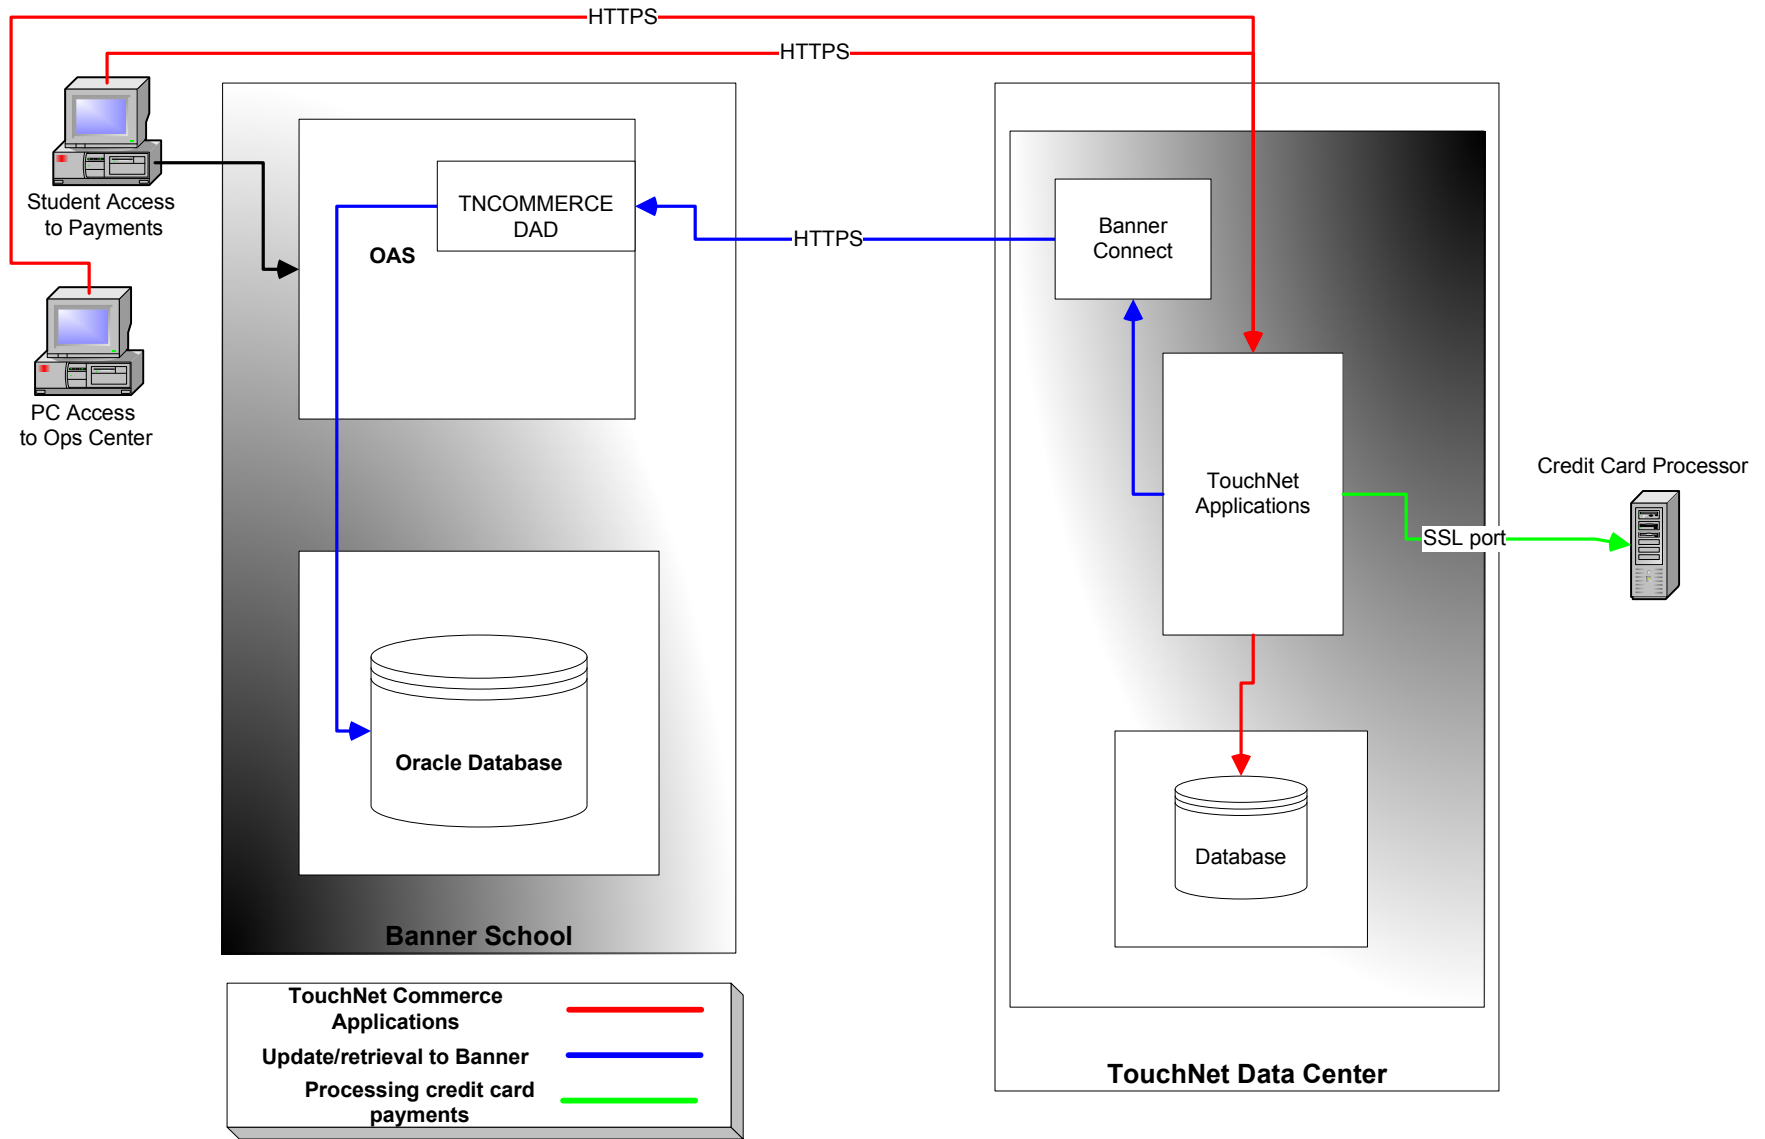 HTTPS
HTTPS
Student Access
to Payments
PC Access
to Ops Center
TNCOMMERCE
DAD
OAS
HTTPS
Oracle Database
Banner School
Banner
Connect
TouchNet
Applications
Database
TouchNet Data Center
Credit Card Processor
SSL port
TouchNet Commerce
Applications
Update/retrieval to Banner
Processing credit card
payments